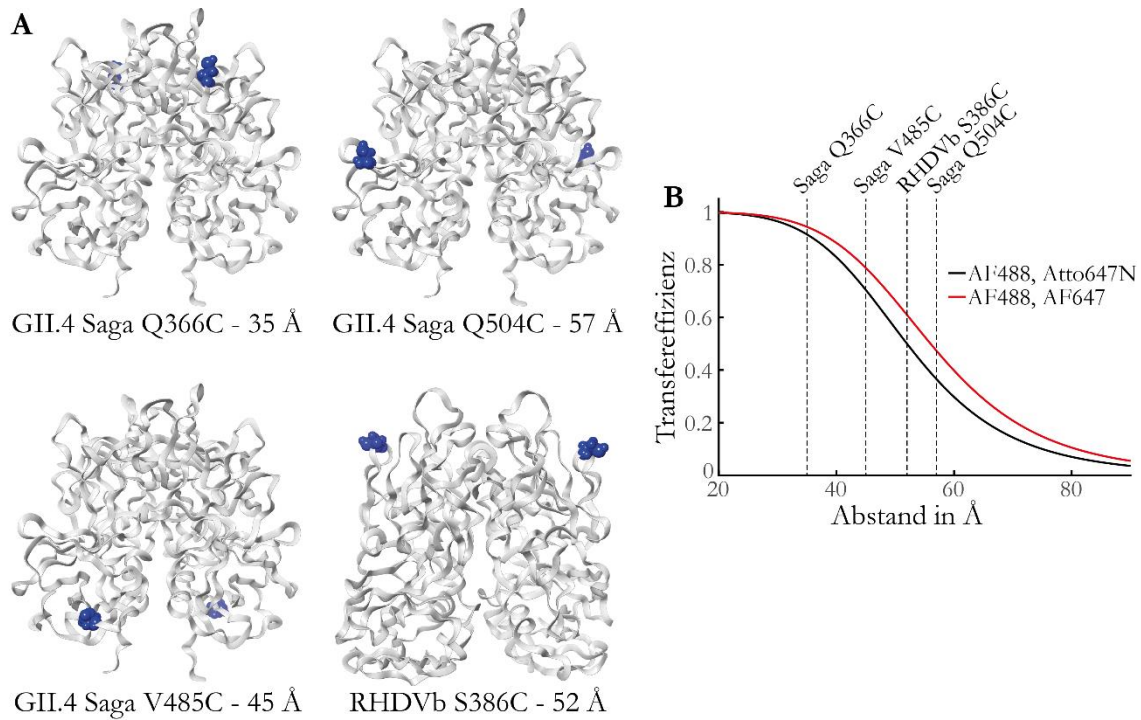 A
GII.4 Saga Q366C - 35 Å
GII.4 Saga Q504C - 57 Å
GII.4 Saga V485C - 45 Å
RHDVb S386C - 52 Å
B
Saga Q366C
Saga V485C
RHDVb S386C
Saga Q504C
Transfereffizienz
1
0.8
0.6
0.4
0.2
0
AF488, Atto647N
AF488, AF647
20
40
60
80
Abstand in Å